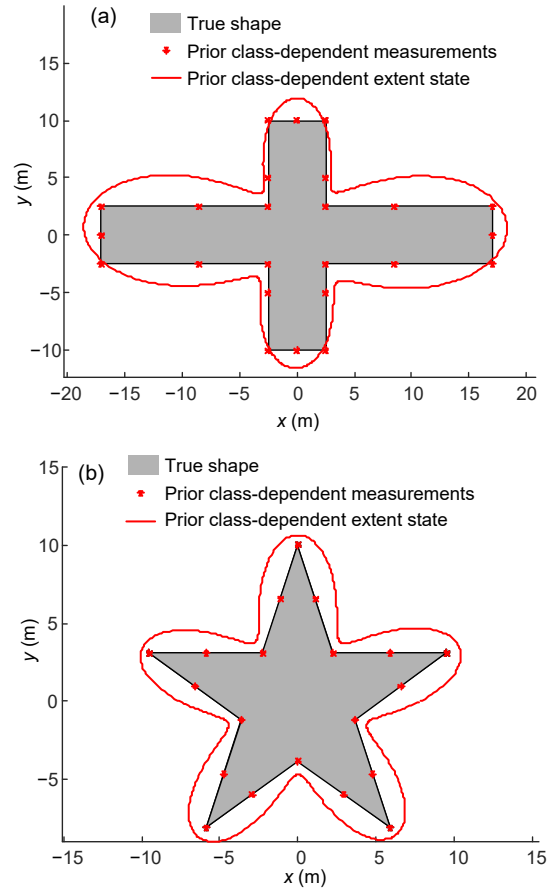 (a)
True shape
Prior class-dependent measurements
Prior class-dependent extent state
15
10
5
0
−5
−10
y (m)
−20 −15 −10 −5 0 5 10 15 20
x (m)
(b)
True shape
Prior class-dependent measurements
Prior class-dependent extent state
15
10
5
0
−5
y (m)
−15 −10 −5 0 5 10 15
x (m)